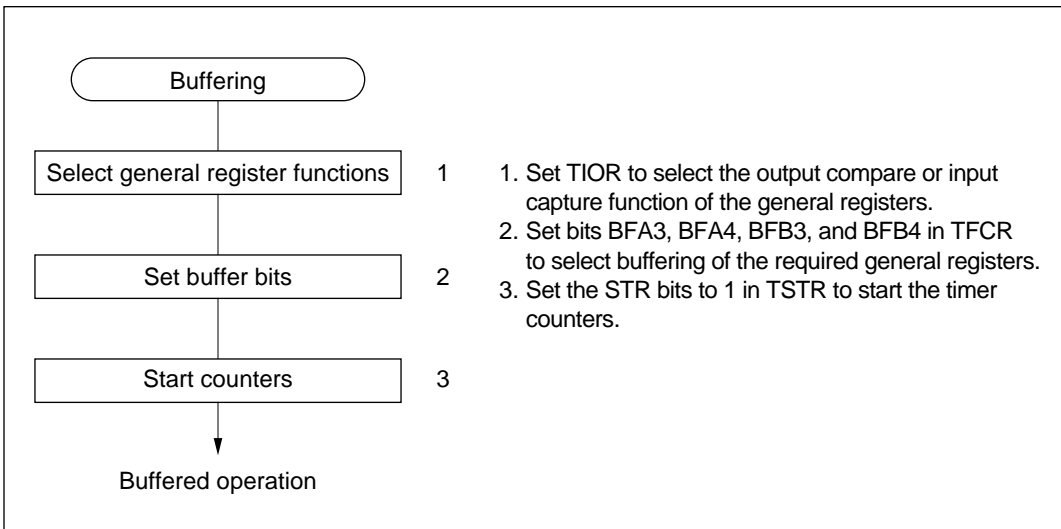 Buffering
Select general register functions 1
Set buffer bits 2
Start counters 3
Buffered operation
1. Set TIOR to select the output compare or input
capture function of the general registers.
2. Set bits BFA3, BFA4, BFB3, and BFB4 in TFCR
to select buffering of the required general registers.
3. Set the STR bits to 1 in TSTR to start the timer
counters.